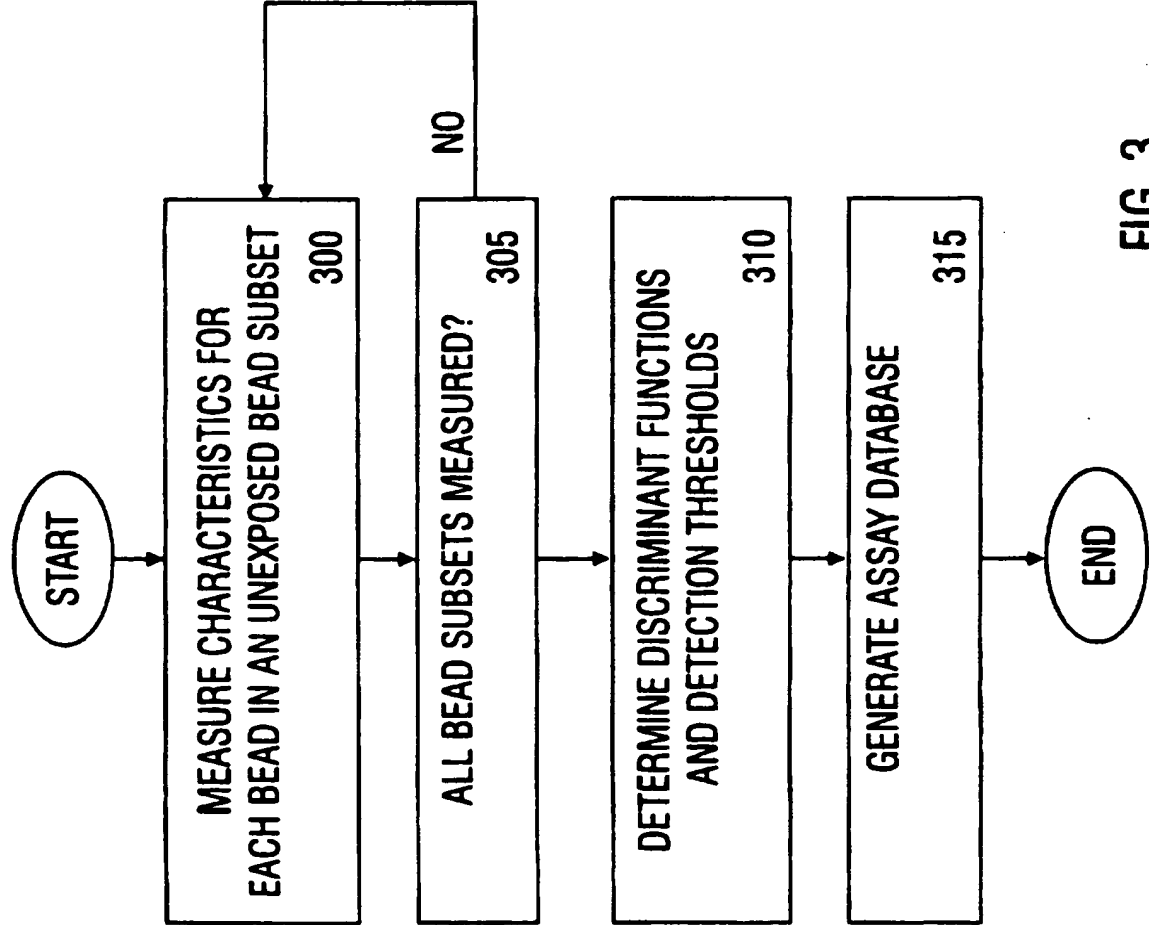 START
MEASURE CHARACTERISTICS FOR
EACH BEAD IN AN UNEXPOSED BEAD SUBSET
300
ALL BEAD SUBSETS MEASURED?
305
NO
DETERMINE DISCRIMINANT FUNCTIONS
AND DETECTION THRESHOLDS
310
GENERATE ASSAY DATABASE
315
END
FIG. 3